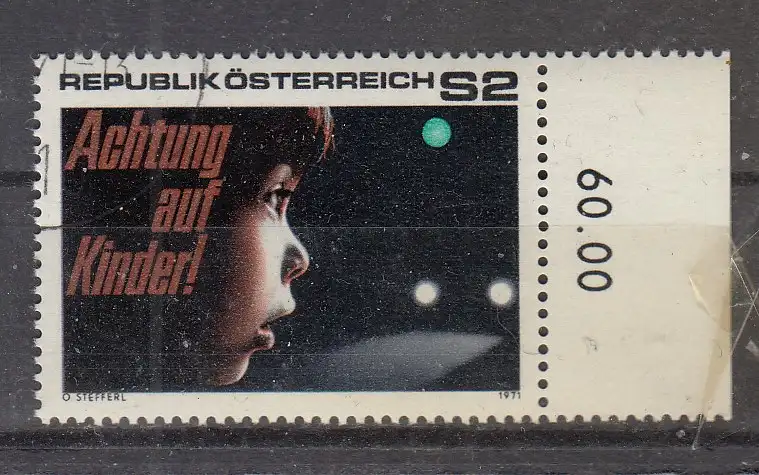 REPUBLIK ÖSTERREICH S2
Achtung
auf
Kinder!
O STEFFERL 1971
60.00